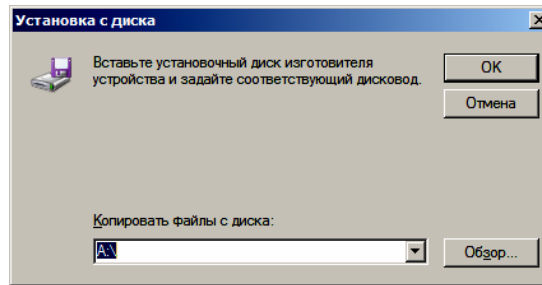 Установка с диска
Вставьте установочный диск изготовителя
устройства и задайте соответствующий дисковод.
OK
Отмена
Копировать файлы с диска:
A:\
Обзор...